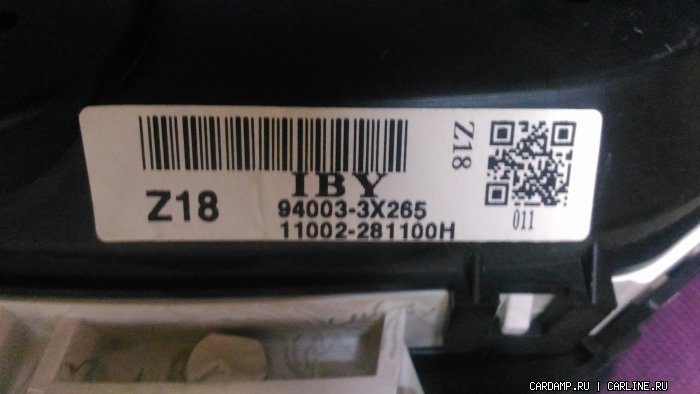 IBY
Z18
94003-3X265
11002-281100H
Z18
011
CARDAMP.RU | CARLINE.RU